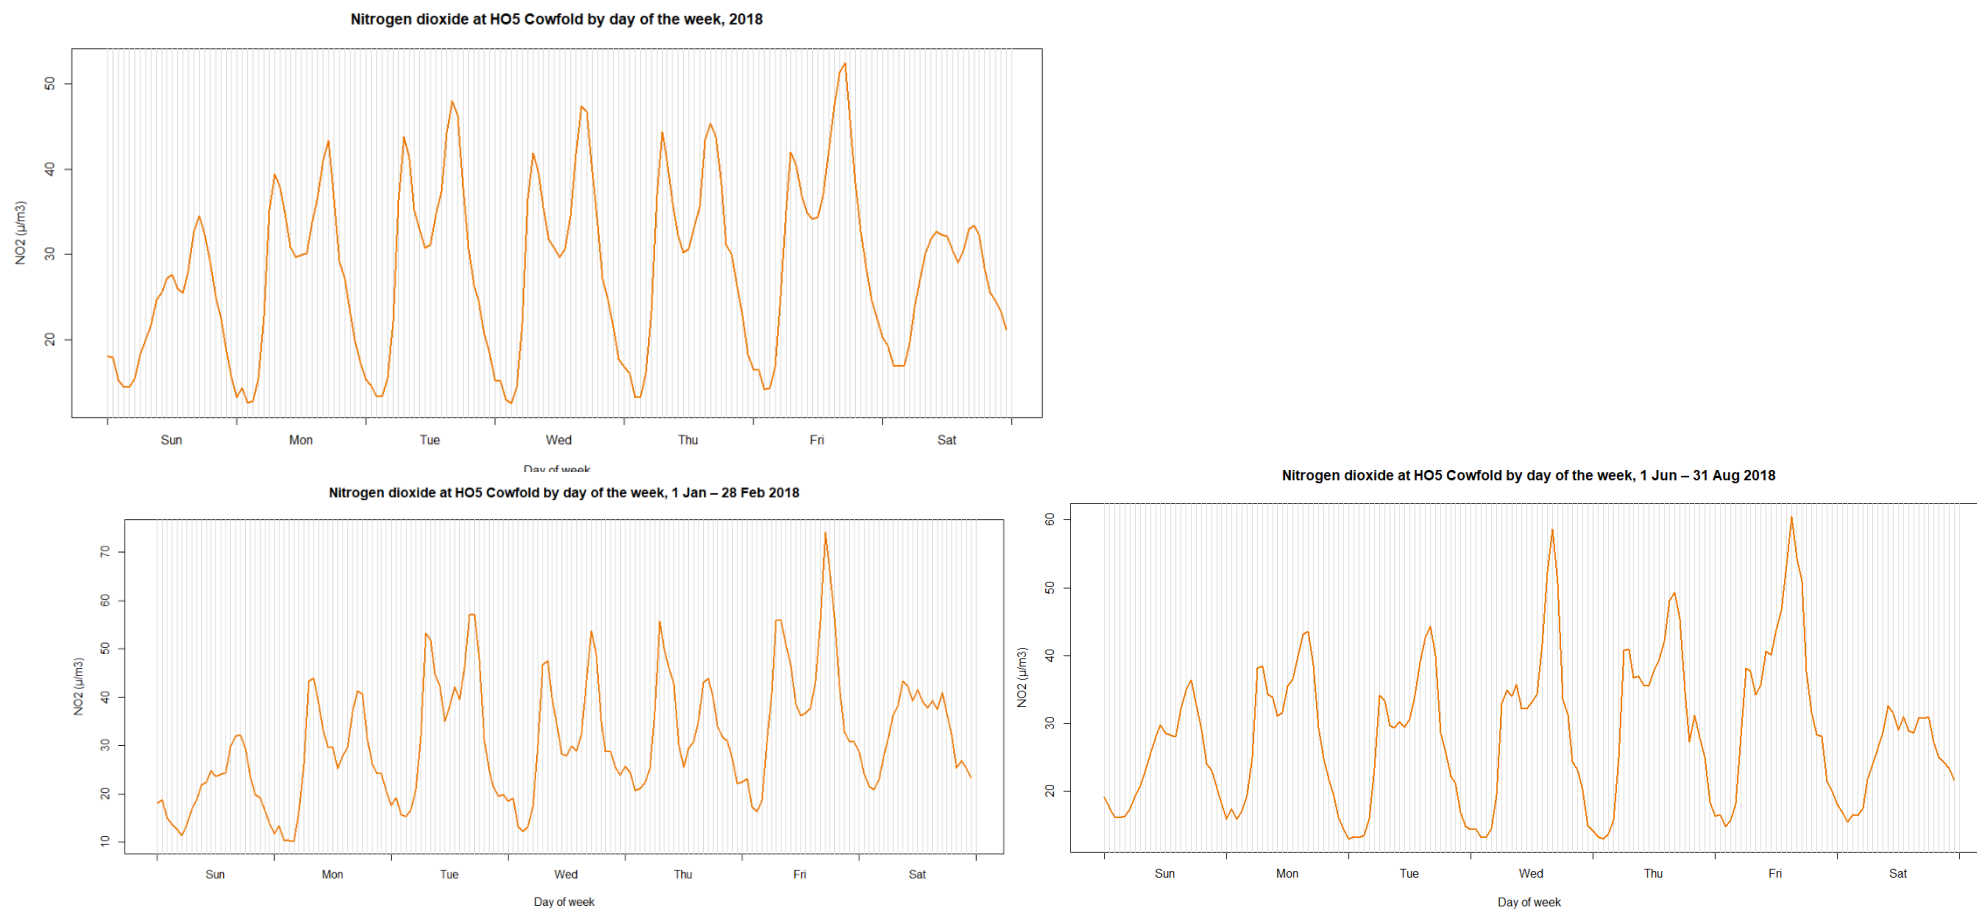 Nitrogen dioxide at HO5 Cowfold by day of the week, 2018
50
40
30
20
NO2 (µ/m3)
Sun Mon Tue Wed Thu Fri Sat
Day of week
Nitrogen dioxide at HO5 Cowfold by day of the week, 1 Jan – 28 Feb 2018
70
60
50
40
30
20
10
NO2 (µ/m3)
Sun Mon Tue Wed Thu Fri Sat
Day of week
Nitrogen dioxide at HO5 Cowfold by day of the week, 1 Jun – 31 Aug 2018
60
50
40
30
20
NO2 (µ/m3)
Sun Mon Tue Wed Thu Fri Sat
Day of week